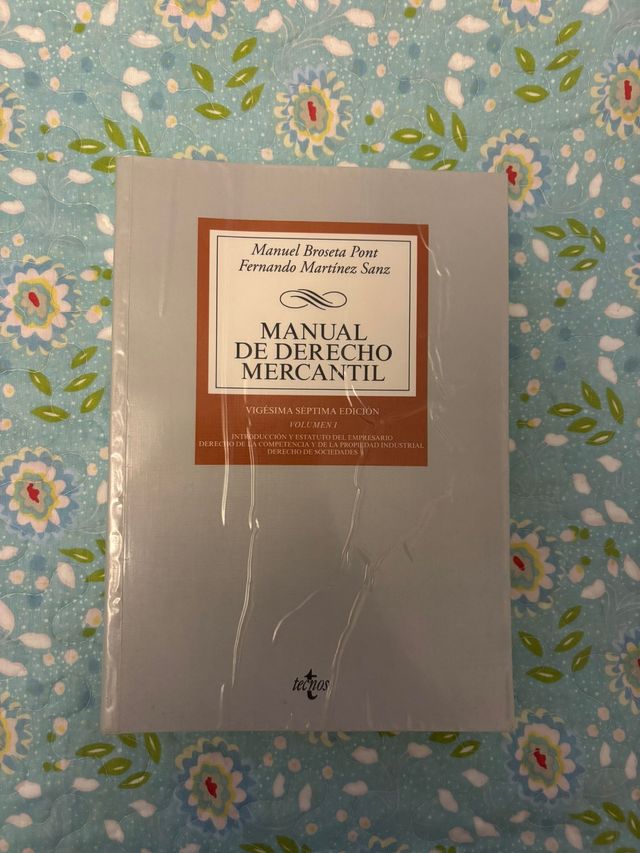 Manuel Broseta Pont
Fernando Martínez Sanz
MANUAL
DE DERECHO
MERCANTIL
VIGÉSIMA SÉPTIMA EDICIÓN
VOLUMEN I
INTRODUCCIÓN Y ESTATUTO DEL EMPRESARIO
DERECHO DE LA COMPETENCIA Y DE LA PROPIEDAD INDUSTRIAL
DERECHO DE SOCIEDADES
tecnos